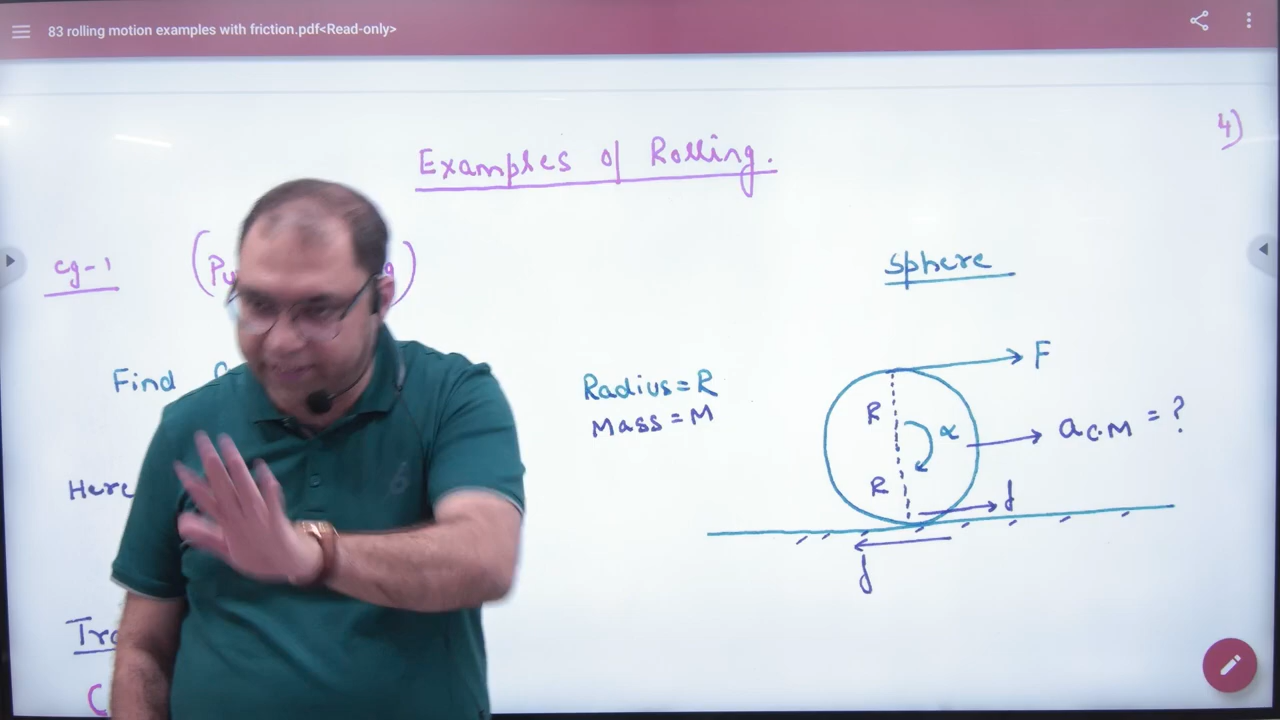 83 rolling motion examples with friction.pdf<Read-only>
4)
Examples of Rolling.
eg-1
Sphere
Find
Radius = R
Mass = M
F
R
α
aC.M = ?
Here
R
f
f